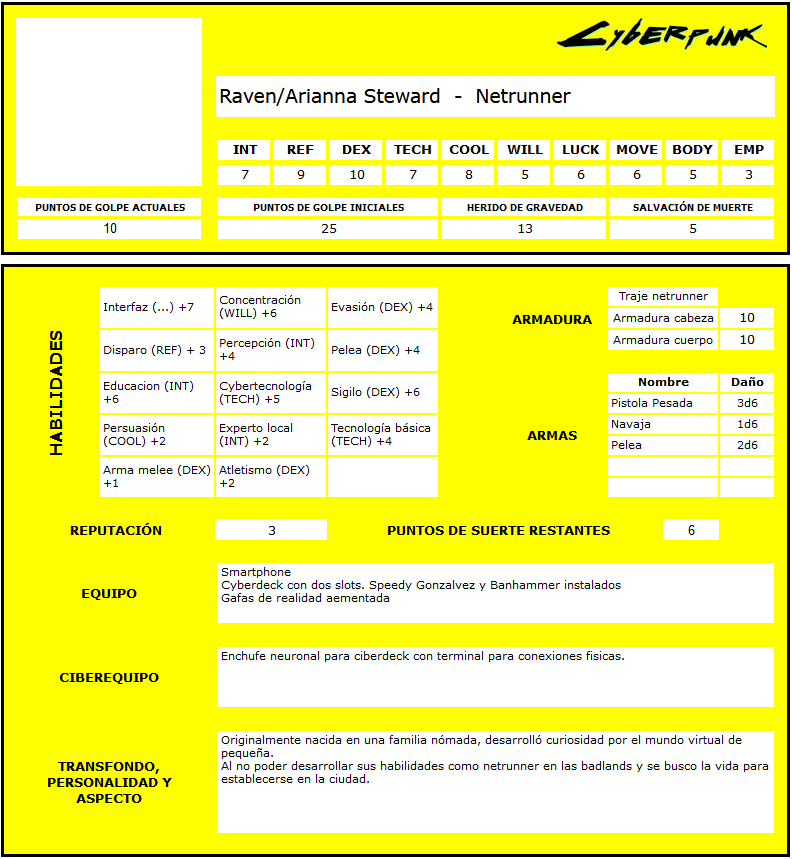 Cyberpunk
Raven/Arianna Steward - Netrunner
INT REF DEX TECH COOL WILL LUCK MOVE BODY EMP
7 9 10 7 8 5 6 6 5 3
PUNTOS DE GOLPE ACTUALES PUNTOS DE GOLPE INICIALES HERIDO DE GRAVEDAD SALVACIÓN DE MUERTE
10 25 13 5
HABILIDADES
Interfaz (...) +7
Concentración
(WILL) +6
Evasión (DEX) +4
Disparo (REF) + 3
Percepción (INT)
+4
Pelea (DEX) +4
Educacion (INT)
+6
Cybertecnología
(TECH) +5
Sigilo (DEX) +6
Persuasión
(COOL) +2
Experto local
(INT) +2
Tecnología básica
(TECH) +4
Arma melee (DEX)
+1
Atletismo (DEX)
+2
ARMADURA
Traje netrunner
Armadura cabeza 10
Armadura cuerpo 10
ARMAS
Nombre Daño
Pistola Pesada 3d6
Navaja 1d6
Pelea 2d6
REPUTACIÓN 3 PUNTOS DE SUERTE RESTANTES 6
EQUIPO
Smartphone
Cyberdeck con dos slots. Speedy Gonzalvez y Banhammer instalados
Gafas de realidad aementada
CIBEREQUIPO
Enchufe neuronal para ciberdeck con terminal para conexiones fisicas.
TRANSFONDO,
PERSONALIDAD Y
ASPECTO
Originalmente nacida en una familia nómada, desarrolló curiosidad por el mundo virtual de
pequeña.
Al no poder desarrollar sus habilidades como netrunner en las badlands y se busco la vida para
establecerse en la ciudad.